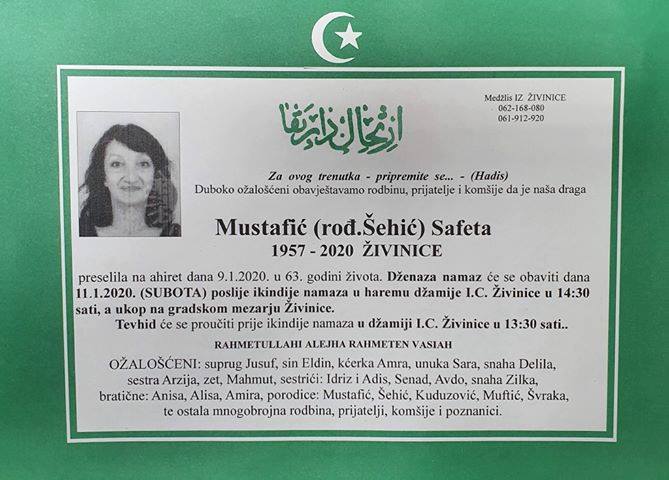 ارتحال دار بقا
Medžlis IZ ŽIVINICE
062-168-080
061-912-920
Za ovog trenutka - pripremite se... - (Hadis)
Duboko ožalošćeni obavještavamo rodbinu, prijatelje i komšije da je naša draga
Mustafić (rođ.Šehić) Safeta
1957 - 2020 ŽIVINICE
preselila na ahiret dana 9.1.2020. u 63. godini života. Dženaza namaz će se obaviti dana
11.1.2020. (SUBOTA) poslije ikindije namaza u haremu džamije I.C. Živinice u 14:30
sati, a ukop na gradskom mezarju Živinice.
Tevhid će se proučiti prije ikindije namaza u džamiji I.C. Živinice u 13:30 sati..
RAHMETULLAHI ALEJHA RAHMETEN VASIAH
OŽALOŠĆENI: suprug Jusuf, sin Eldin, kćerka Amra, unuka Sara, snaha Delila,
sestra Arzija, zet, Mahmut, sestrići: Idriz i Adis, Senad, Avdo, snaha Zilka,
bratične: Anisa, Alisa, Amira, porodice: Mustafić, Šehić, Kuduzović, Muftić, Švraka,
te ostala mnogobrojna rodbina, prijatelji, komšije i poznanici.